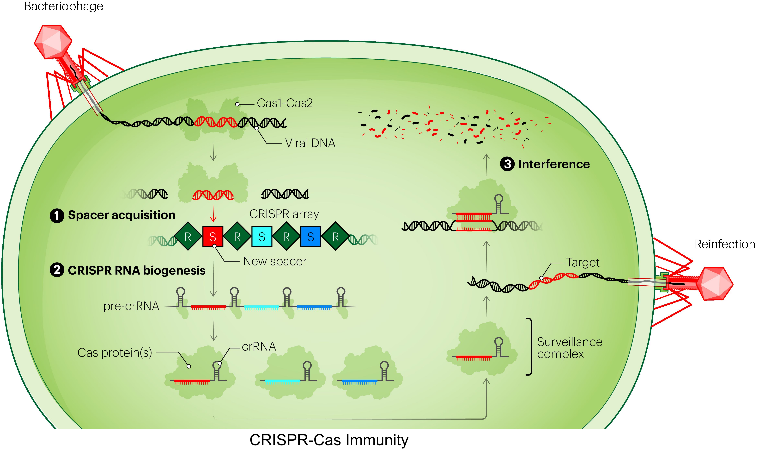 Bacteriophage
Cas1-Cas2
Viral DNA
1 Spacer acquisition
CRISPR array
R S R S R S R
New spacer
2 CRISPR RNA biogenesis
pre-crRNA
Cas protein(s)
crRNA
3 Interference
Reinfection
Target
Surveillance
complex
CRISPR-Cas Immunity